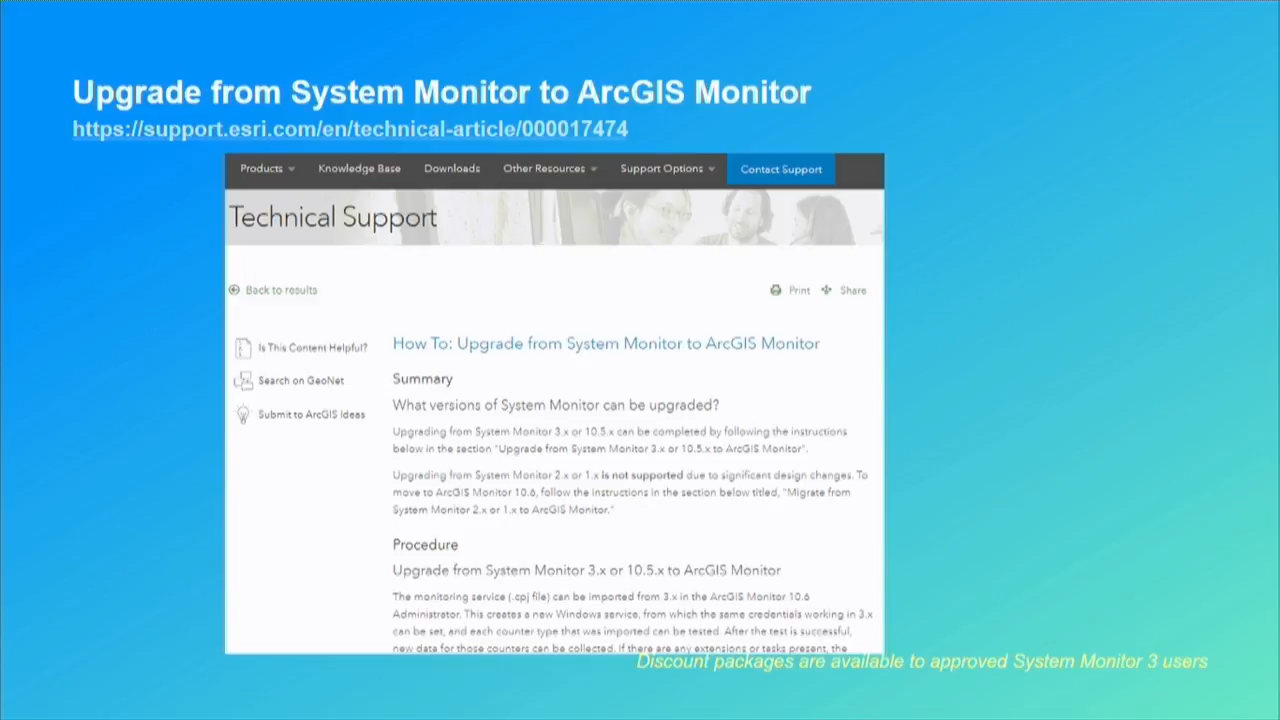 Upgrade from System Monitor to ArcGIS Monitor
https://support.esri.com/en/technical-article/000017474
Products Knowledge Base Downloads Other Resources Support Options Contact Support
Technical Support
Back to results
Print Share
Is This Content Helpful?
Search on GeoNet
Submit to ArcGIS Ideas
How To: Upgrade from System Monitor to ArcGIS Monitor
Summary
What versions of System Monitor can be upgraded?
Upgrading from System Monitor 3.x or 10.5.x can be completed by following the instructions
below in the section "Upgrade from System Monitor 3.x or 10.5.x to ArcGIS Monitor".
Upgrading from System Monitor 2.x or 1.x is not supported due to significant design changes. To
move to ArcGIS Monitor 10.6, follow the instructions in the section below titled, "Migrate from
System Monitor 2.x or 1.x to ArcGIS Monitor."
Procedure
Upgrade from System Monitor 3.x or 10.5.x to ArcGIS Monitor
The monitoring service (.cpj file) can be imported from 3.x in the ArcGIS Monitor 10.6
Administrator. This creates a new Windows service, from which the same credentials working in 3.x
can be set, and each counter type that was imported can be tested. After the test is successful,
new data for those counters can be collected. If there are any extensions or tasks present, the
Discount packages are available to approved System Monitor 3 users